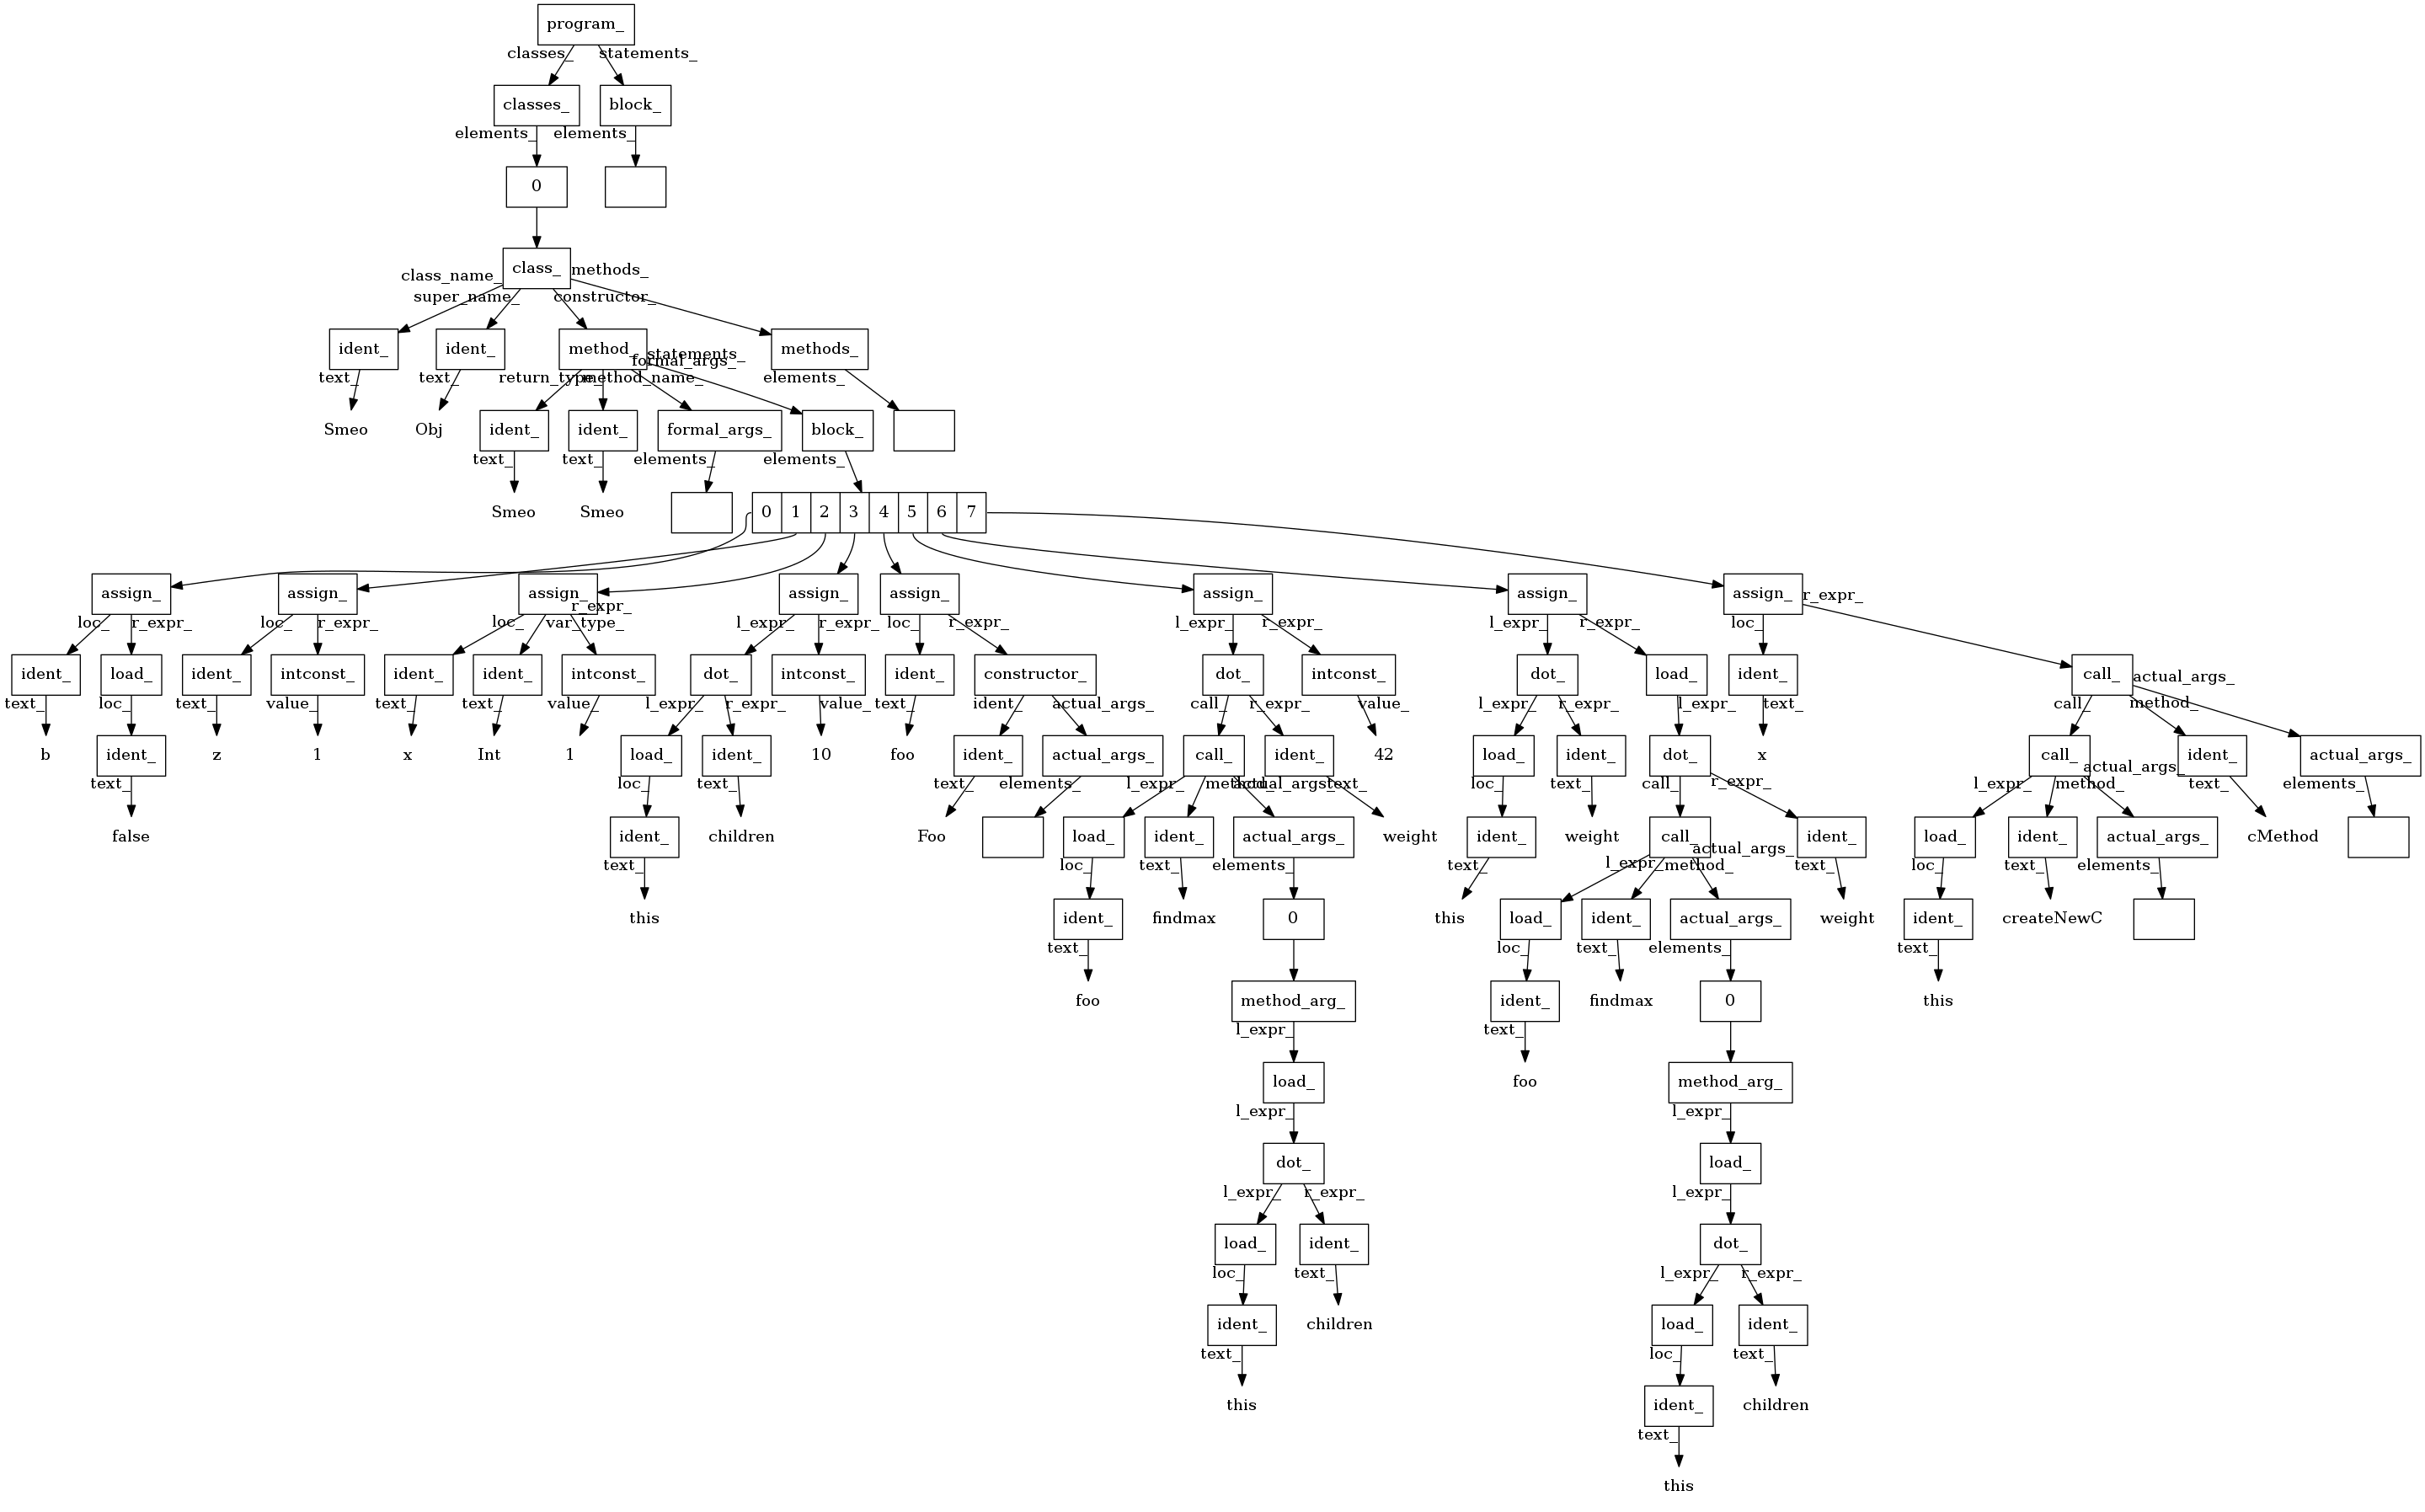 program_
classes_ statements_
classes_ block_
elements_ elements_
0
class_
class_name_ super_name_ constructor_ methods_
ident_ ident_ method_ methods_
text_ text_ return_type_ method_name_ formal_args_ statements_ elements_
Smeo Obj ident_ ident_ formal_args_ block_
text_ text_ elements_ elements_
Smeo Smeo 0 1 2 3 4 5 6 7
assign_ assign_ assign_ assign_ assign_ assign_ assign_ assign_
loc_ r_expr_ loc_ r_expr_ loc_ var_type_ r_expr_ l_expr_ r_expr_ loc_ r_expr_ l_expr_ r_expr_ l_expr_ r_expr_ loc_ r_expr_
ident_ load_ ident_ intconst_ ident_ ident_ intconst_ dot_ intconst_ ident_ constructor_ dot_ intconst_ dot_ load_ ident_ call_
text_ loc_ text_ value_ text_ text_ value_ l_expr_ r_expr_ value_ text_ ident_ actual_args_ call_ r_expr_ value_ l_expr_ r_expr_ l_expr_ text_ call_ method_ actual_args_
b ident_ z 1 x Int 1 load_ ident_ 10 foo ident_ actual_args_ call_ ident_ 42 load_ ident_ dot_ x call_ ident_ actual_args_
text_ loc_ text_ text_ elements_ l_expr_ method_ actual_args_ text_ loc_ text_ call_ r_expr_ l_expr_ method_ actual_args_ text_ elements_
false ident_ children Foo load_ ident_ actual_args_ weight ident_ weight call_ ident_ load_ ident_ actual_args_ cMethod
text_ loc_ text_ elements_ text_ l_expr_ method_ actual_args_ text_ loc_ text_ elements_
this ident_ findmax 0 this load_ ident_ actual_args_ weight ident_ createNewC
text_ loc_ text_ elements_ text_
foo method_arg_ ident_ findmax 0 this
l_expr_ text_
load_ foo method_arg_
l_expr_ l_expr_
dot_ load_
l_expr_ r_expr_ l_expr_
load_ ident_ dot_
loc_ text_ l_expr_ r_expr_
ident_ children load_ ident_
text_ loc_ text_
this ident_ children
text_
this